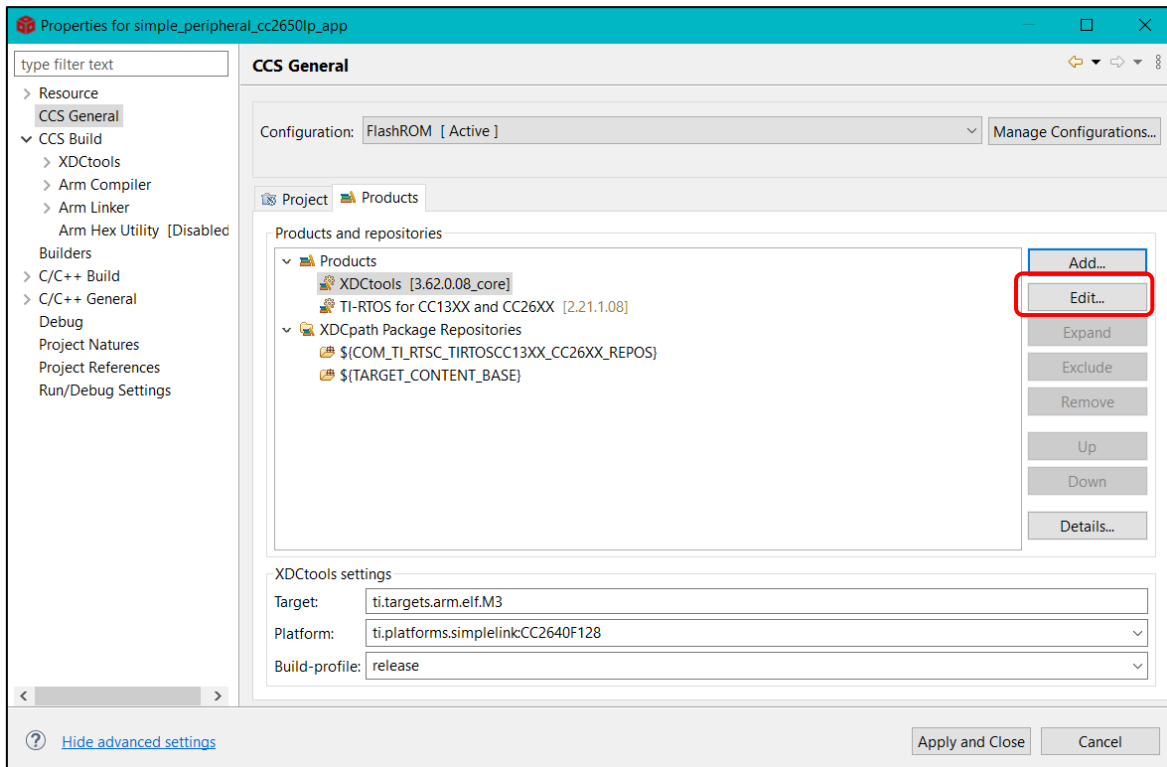 Properties for simple_peripheral_cc2650lp_app
type filter text
Resource
CCS General
CCS Build
XDCtools
Arm Compiler
Arm Linker
Arm Hex Utility [Disabled
Builders
C/C++ Build
C/C++ General
Debug
Project Natures
Project References
Run/Debug Settings
CCS General
Configuration: FlashROM [ Active ]
Manage Configurations...
Project Products
Products and repositories
Products
XDCtools [3.62.0.08_core]
TI-RTOS for CC13XX and CC26XX [2.21.1.08]
XDCpath Package Repositories
${COM_TI_RTSC_TIRTOSCC13XX_CC26XX_REPOS}
${TARGET_CONTENT_BASE}
Add...
Edit...
Expand
Exclude
Remove
Up
Down
Details...
XDCtools settings
Target: ti.targets.arm.elf.M3
Platform: ti.platforms.simplelink:CC2640F128
Build-profile: release
? Hide advanced settings
Apply and Close
Cancel